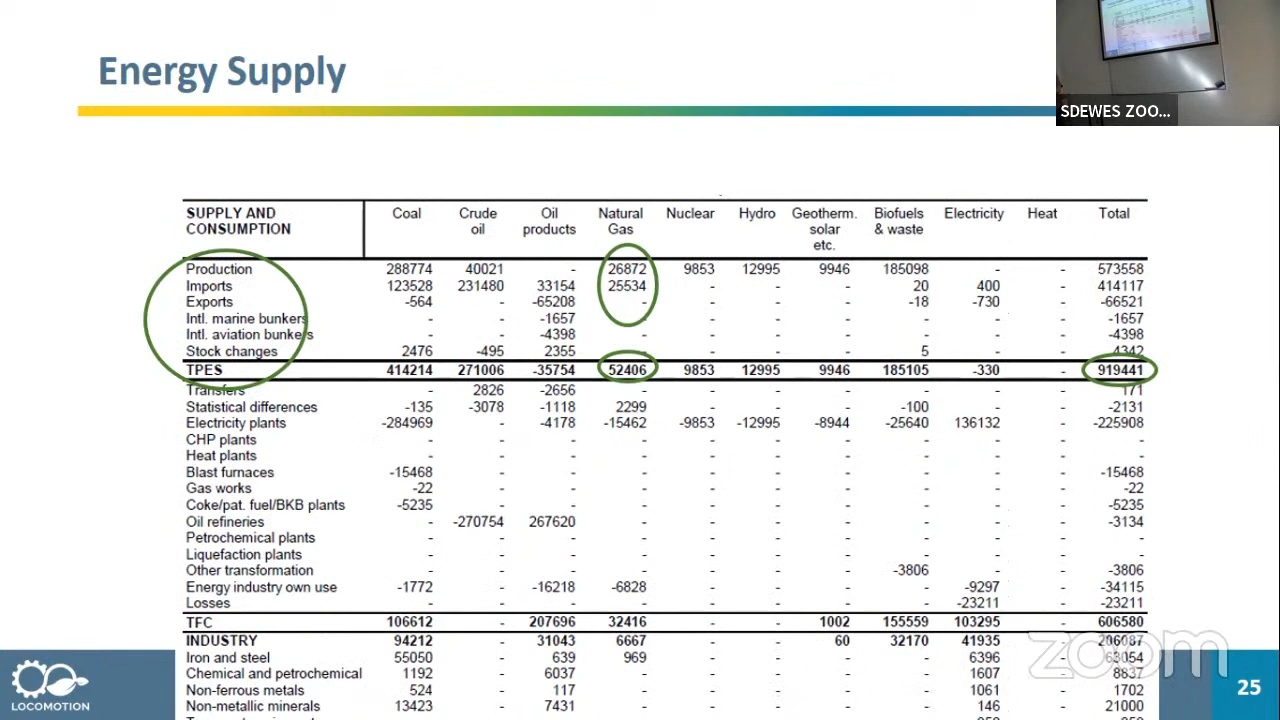 Energy Supply
SDEWES ZOO...
SUPPLY AND CONSUMPTION Coal Crude oil Oil products Natural Gas Nuclear Hydro Geotherm. solar etc. Biofuels & waste Electricity Heat Total
Production 288774 40021 - 26872 9853 12995 9946 185098 - - 573558
Imports 123528 231480 33154 25534 - - - 20 400 - 414117
Exports -564 - -65208 - - - - -18 -730 - -66521
Intl. marine bunkers - - -1657 - - - - - - - -1657
Intl. aviation bunkers - - -4398 - - - - - - - -4398
Stock changes 2476 -495 2355 - - - - 5 - - 4342
TPES 414214 271006 -35754 52406 9853 12995 9946 185105 -330 - 919441
Transfers - 2826 -2656 - - - - - - - 171
Statistical differences -135 -3078 -1118 2299 - - - -100 - - -2131
Electricity plants -284969 - -4178 -15462 -9853 -12995 -8944 -25640 136132 - -225908
CHP plants - - - - - - - - - - -
Heat plants - - - - - - - - - - -
Blast furnaces -15468 - - - - - - - - - -15468
Gas works -22 - - - - - - - - - -22
Coke/pat. fuel/BKB plants -5235 - - - - - - - - - -5235
Oil refineries - -270754 267620 - - - - - - - -3134
Petrochemical plants - - - - - - - - - - -
Liquefaction plants - - - - - - - - - - -
Other transformation - - - - - - - -3806 - - -3806
Energy industry own use -1772 - -16218 -6828 - - - - -9297 - -34115
Losses - - - - - - - - -23211 - -23211
TFC 106612 - 207696 32416 - - 1002 155559 103295 - 606580
INDUSTRY 94212 - 31043 6667 - - 60 32170 41935 - 206087
Iron and steel 55050 - 639 969 - - - - 6396 - 63054
Chemical and petrochemical 1192 - 6037 - - - - - 1607 - 8837
Non-ferrous metals 524 - 117 - - - - - 1061 - 1702
Non-metallic minerals 13423 - 7431 - - - - - 146 - 21000
zoom
LOCOMOTION
25